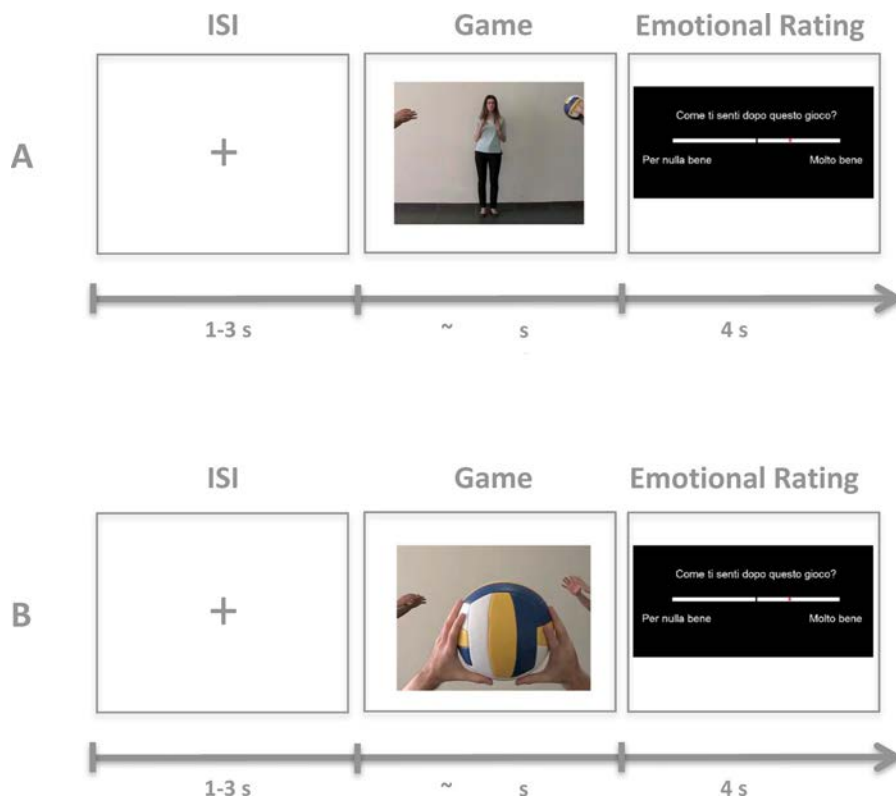 ISI Game Emotional Rating
A
+
Come ti senti dopo questo gioco?
Per nulla bene Molto bene
1-3 s ~ s 4 s
ISI Game Emotional Rating
B
+
Come ti senti dopo questo gioco?
Per nulla bene Molto bene
1-3 s ~ s 4 s